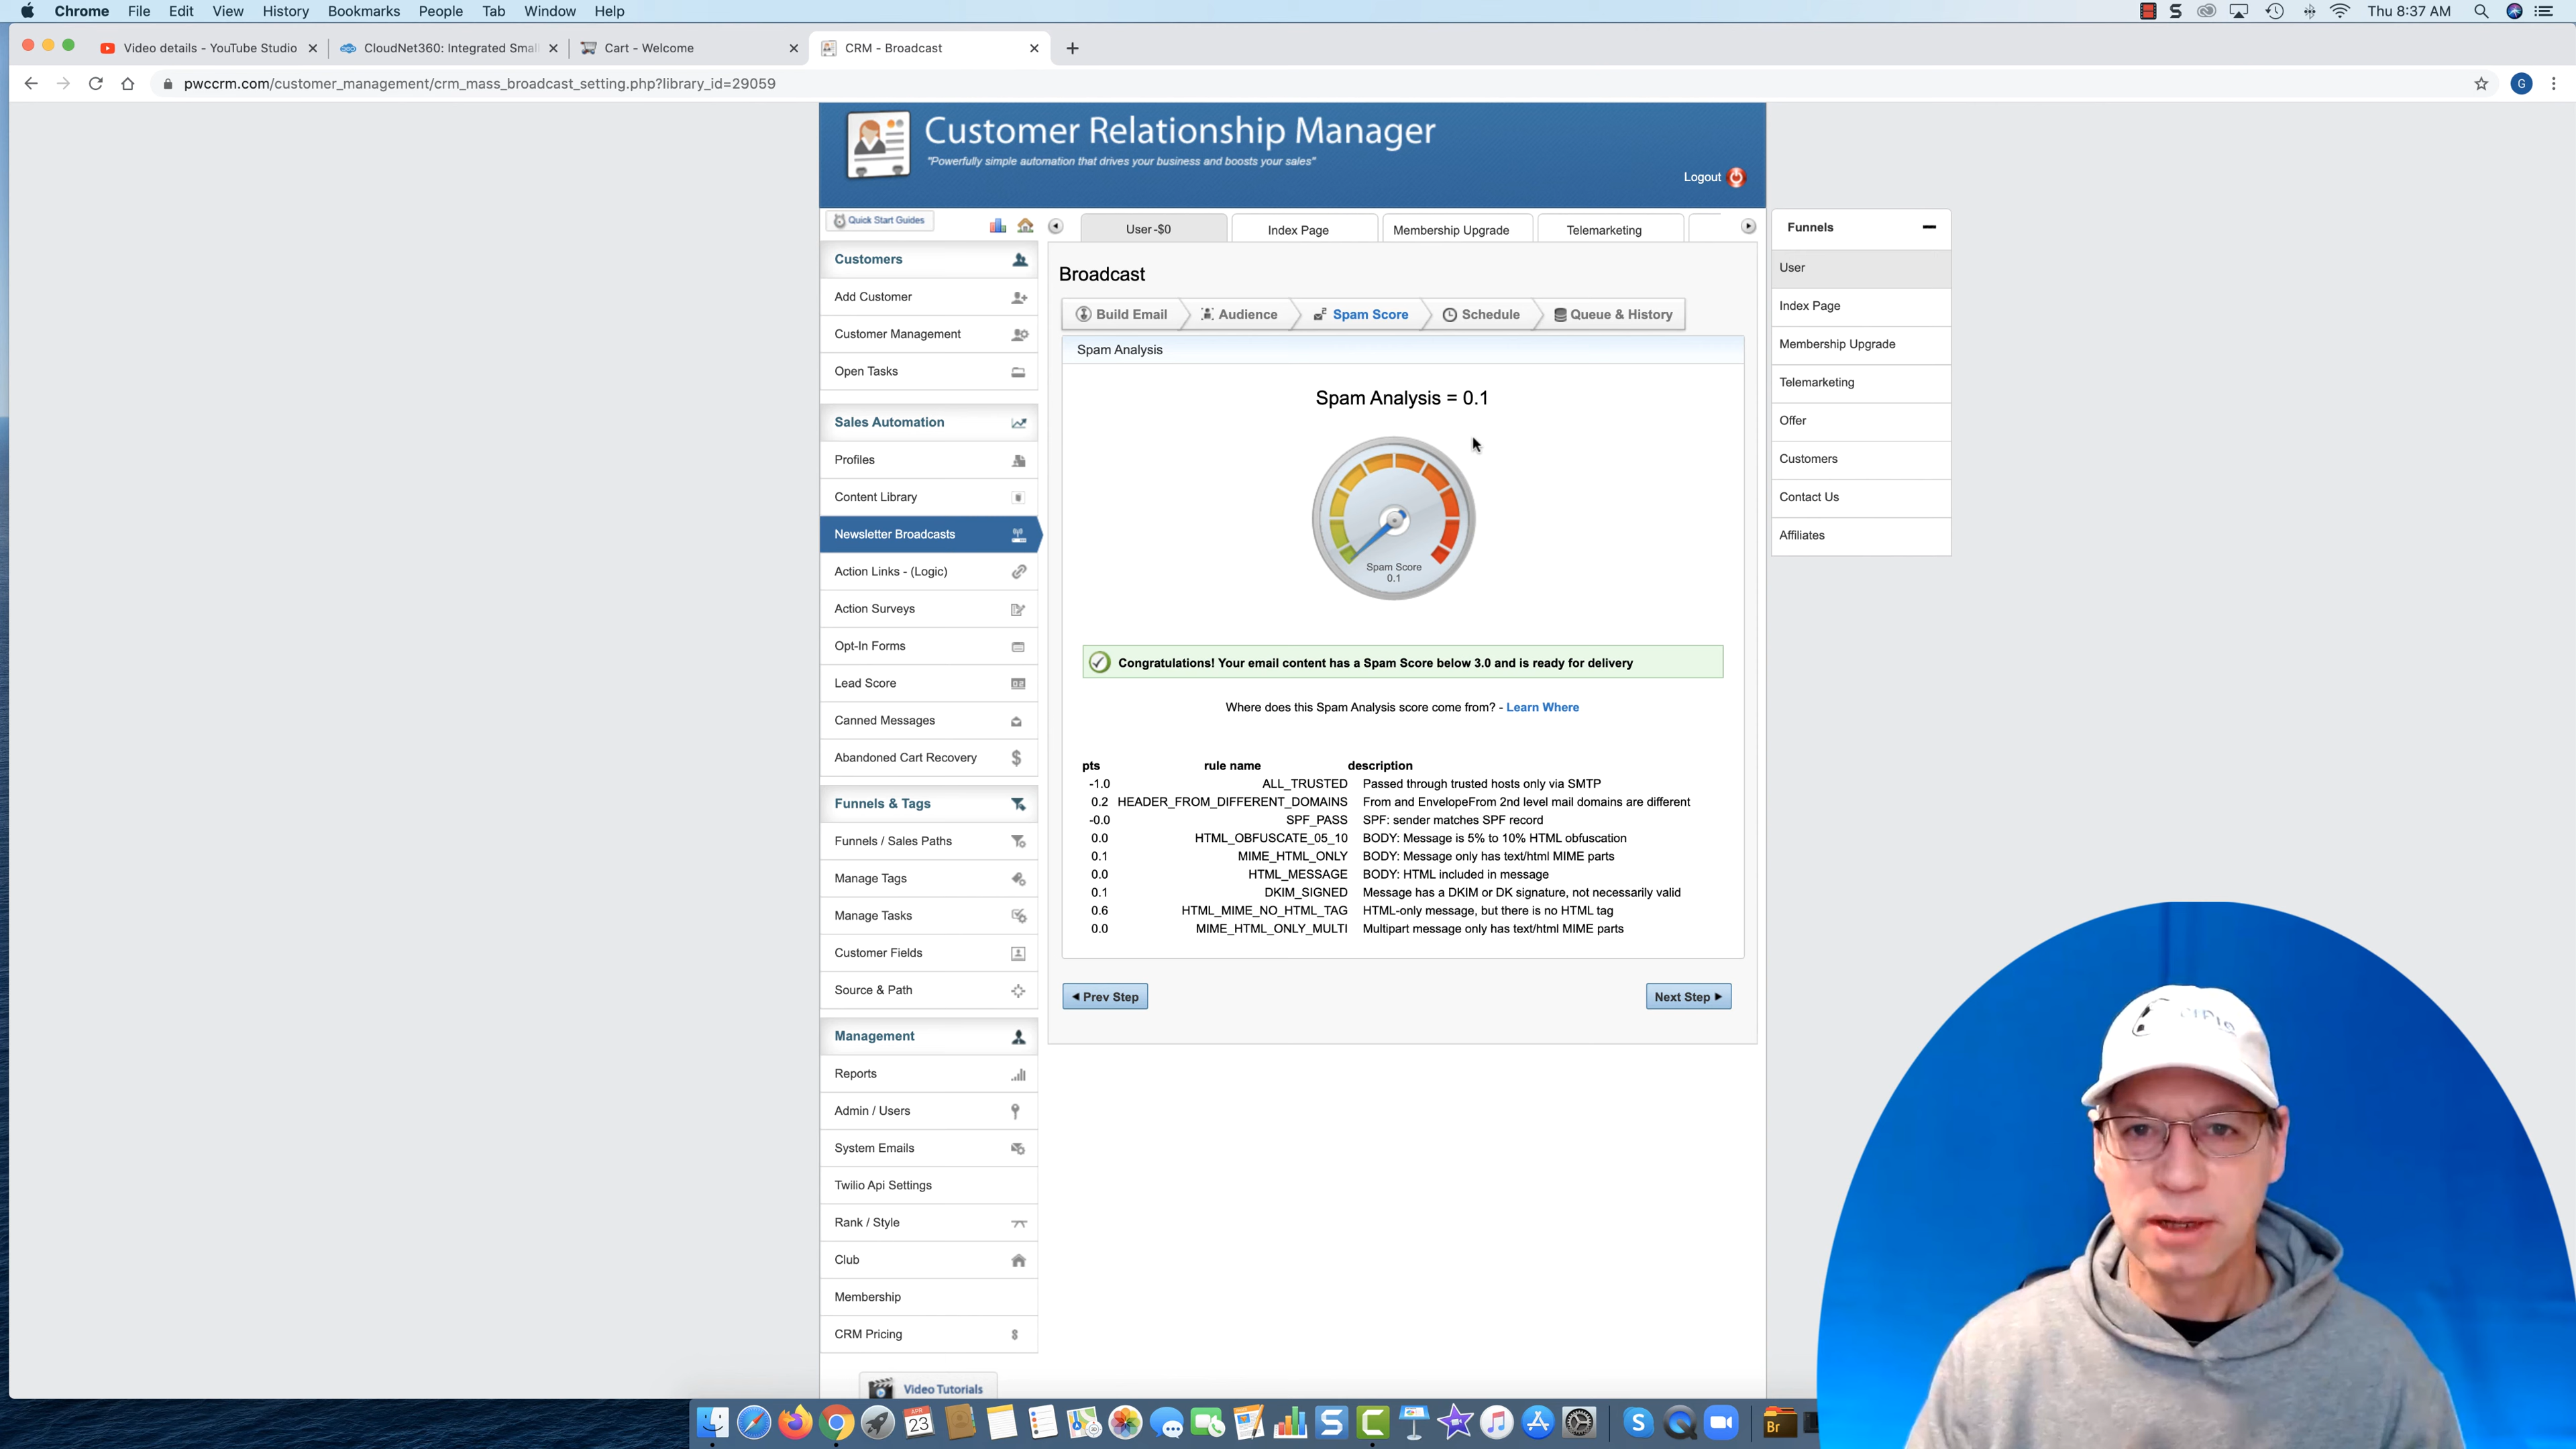 Chrome File Edit View History Bookmarks People Tab Window Help
Thu 8:37 AM
Video details - YouTube Studio
CloudNet360: Integrated Smal
Cart - Welcome
CRM - Broadcast
pwccrm.com/customer_management/crm_mass_broadcast_setting.php?library_id=29059
G
Customer Relationship Manager
"Powerfully simple automation that drives your business and boosts your sales"
Logout
Quick Start Guides
User -$0
Index Page
Membership Upgrade
Telemarketing
Customers
Add Customer
Customer Management
Open Tasks
Sales Automation
Profiles
Content Library
Newsletter Broadcasts
Action Links - (Logic)
Action Surveys
Opt-In Forms
Lead Score
Canned Messages
Abandoned Cart Recovery
Funnels & Tags
Funnels / Sales Paths
Manage Tags
Manage Tasks
Customer Fields
Source & Path
Management
Reports
Admin / Users
System Emails
Twilio Api Settings
Rank / Style
Club
Membership
CRM Pricing
Video Tutorials
Broadcast
Build Email
Audience
Spam Score
Schedule
Queue & History
Spam Analysis
Spam Analysis = 0.1
Spam Score
0.1
Congratulations! Your email content has a Spam Score below 3.0 and is ready for delivery
Where does this Spam Analysis score come from? - Learn Where
pts rule name description
-1.0 ALL_TRUSTED Passed through trusted hosts only via SMTP
0.2 HEADER_FROM_DIFFERENT_DOMAINS From and EnvelopeFrom 2nd level mail domains are different
-0.0 SPF_PASS SPF: sender matches SPF record
0.0 HTML_OBFUSCATE_05_10 BODY: Message is 5% to 10% HTML obfuscation
0.1 MIME_HTML_ONLY BODY: Message only has text/html MIME parts
0.0 HTML_MESSAGE BODY: HTML included in message
0.1 DKIM_SIGNED Message has a DKIM or DK signature, not necessarily valid
0.6 HTML_MIME_NO_HTML_TAG HTML-only message, but there is no HTML tag
0.0 MIME_HTML_ONLY_MULTI Multipart message only has text/html MIME parts
Prev Step
Next Step
Funnels
User
Index Page
Membership Upgrade
Telemarketing
Offer
Customers
Contact Us
Affiliates
APR
23
Br